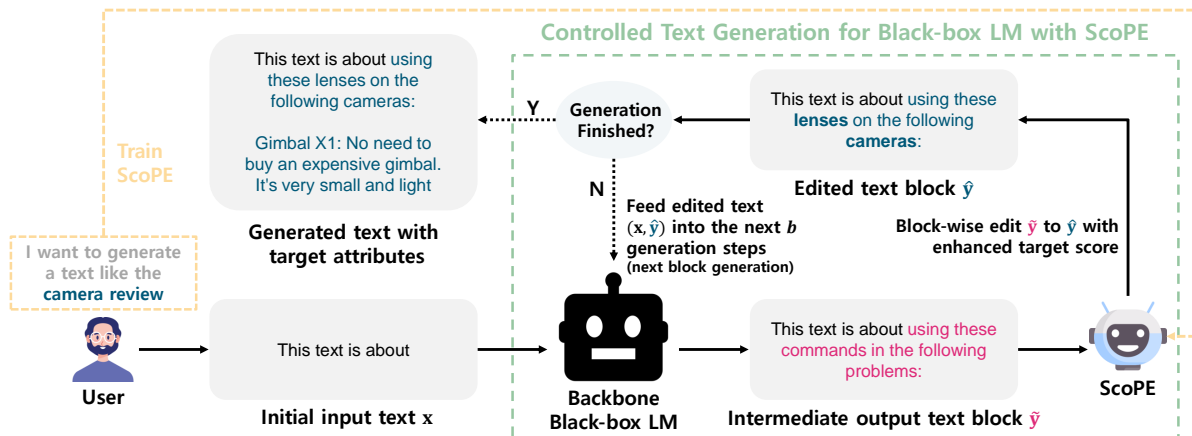 Controlled Text Generation for Black-box LM with ScoPE
This text is about using
these lenses on the
following cameras:
Gimbal X1: No need to
buy an expensive gimbal.
It's very small and light
Generated text with
target attributes
Y
Generation
Finished?
N
Feed edited text
(x, ŷ) into the next b
generation steps
(next block generation)
This text is about using these
lenses on the following
cameras:
Edited text block ŷ
Block-wise edit ỹ to ŷ with
enhanced target score
Train
ScoPE
I want to generate
a text like the
camera review
User
This text is about
Initial input text x
Backbone
Black-box LM
This text is about using these
commands in the following
problems:
Intermediate output text block ỹ
ScoPE